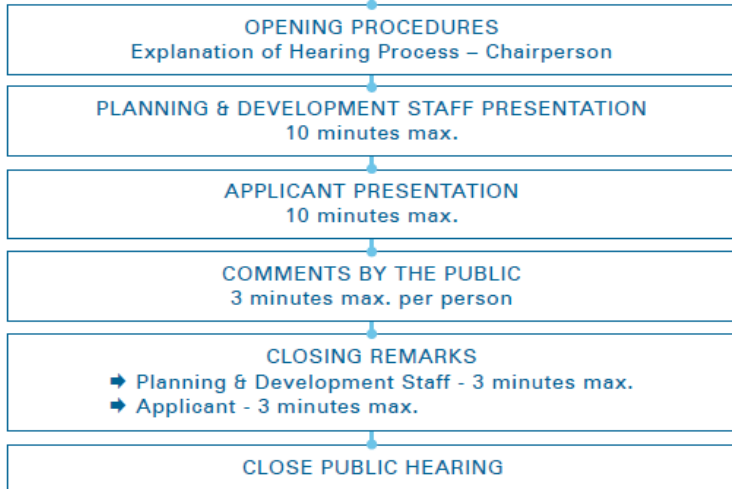 OPENING PROCEDURES
Explanation of Hearing Process – Chairperson
PLANNING & DEVELOPMENT STAFF PRESENTATION
10 minutes max.
APPLICANT PRESENTATION
10 minutes max.
COMMENTS BY THE PUBLIC
3 minutes max. per person
CLOSING REMARKS
➡ Planning & Development Staff - 3 minutes max.
➡ Applicant - 3 minutes max.
CLOSE PUBLIC HEARING